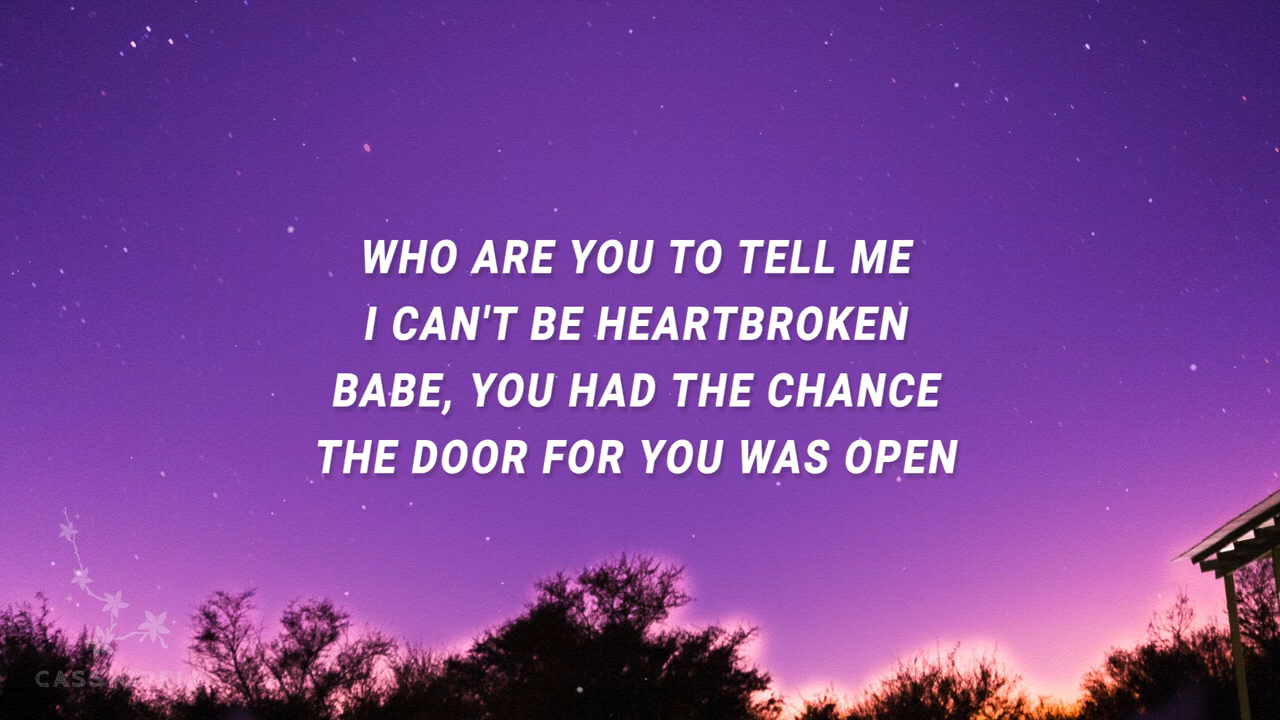 WHO ARE YOU TO TELL ME
I CAN'T BE HEARTBROKEN
BABE, YOU HAD THE CHANCE
THE DOOR FOR YOU WAS OPEN